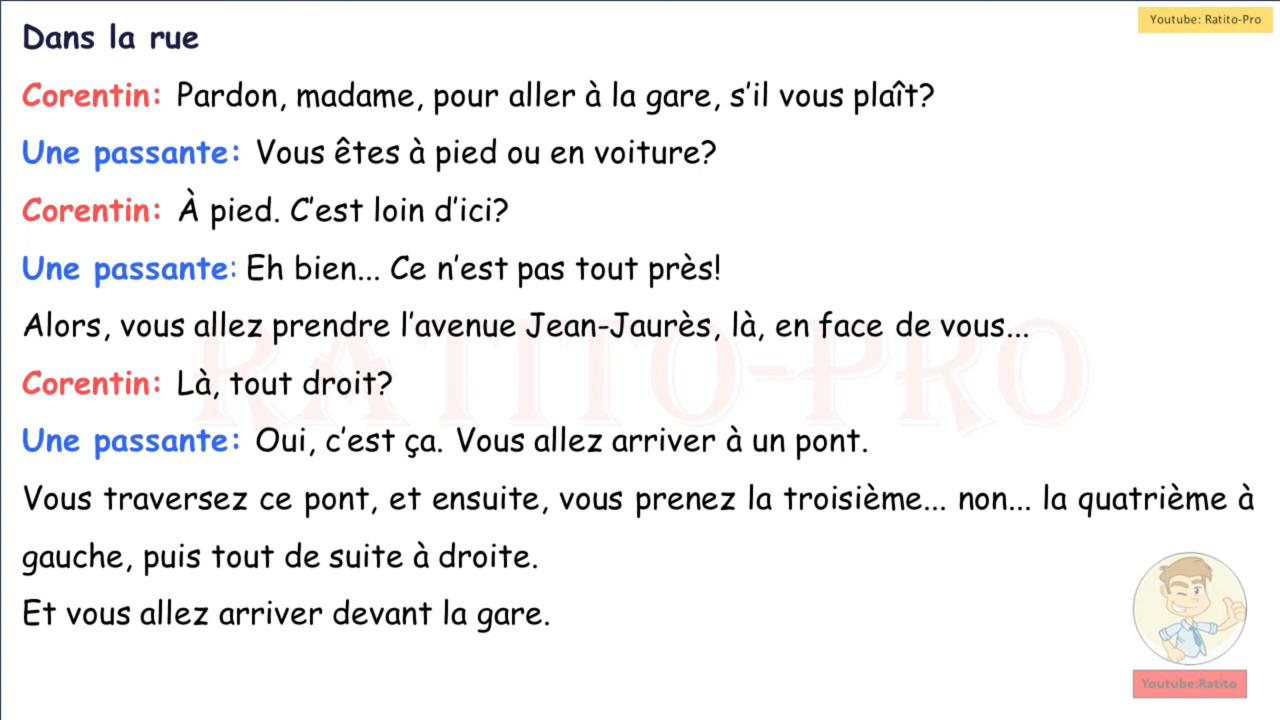 Youtube: Ratito-Pro
Dans la rue
Corentin: Pardon, madame, pour aller à la gare, s'il vous plaît?
Une passante: Vous êtes à pied ou en voiture?
Corentin: À pied. C'est loin d'ici?
Une passante: Eh bien... Ce n'est pas tout près!
Alors, vous allez prendre l'avenue Jean-Jaurès, là, en face de vous...
RATITO-PRO
Corentin: Là, tout droit?
Une passante: Oui, c'est ça. Vous allez arriver à un pont.
Vous traversez ce pont, et ensuite, vous prenez la troisième... non... la quatrième à
gauche, puis tout de suite à droite.
Et vous allez arriver devant la gare.
Youtube:Ratito